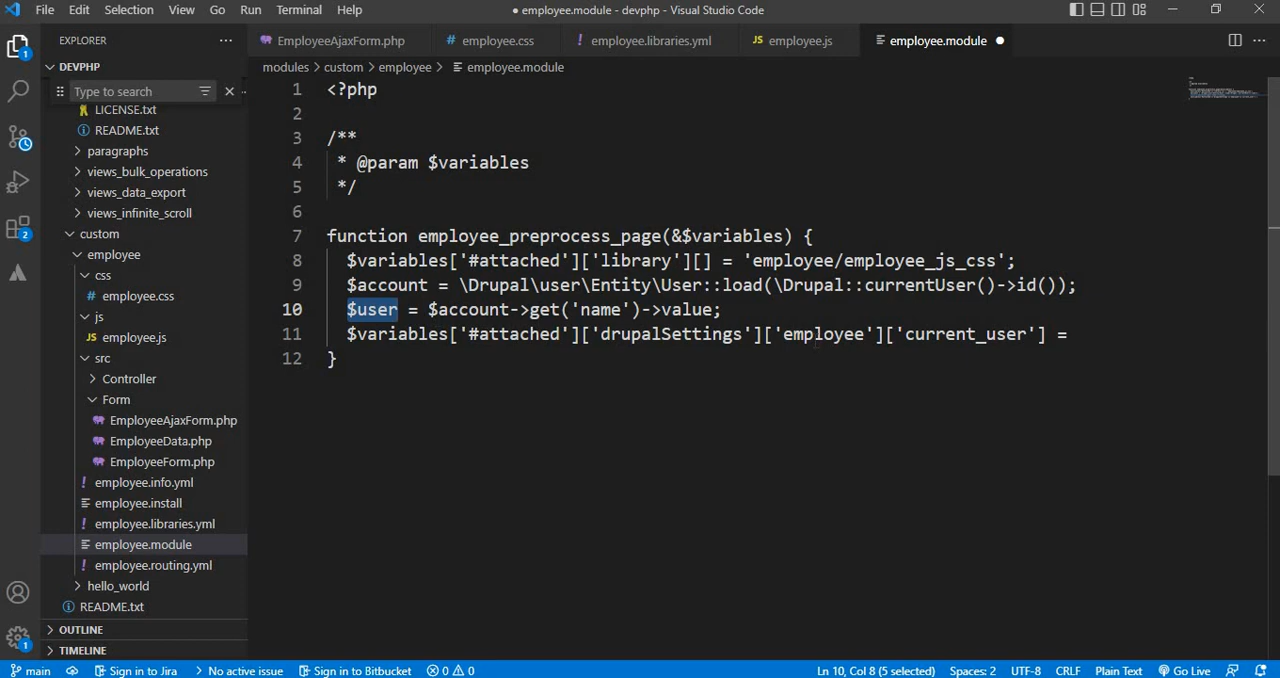 File Edit Selection View Go Run Terminal Help
● employee.module - devphp - Visual Studio Code
EXPLORER
EmployeeAjaxForm.php
# employee.css
! employee.libraries.yml
JS employee.js
employee.module ●
DEVPHP
modules > custom > employee > employee.module
Type to search
LICENSE.txt
README.txt
paragraphs
views_bulk_operations
views_data_export
views_infinite_scroll
custom
employee
css
# employee.css
js
JS employee.js
src
Controller
Form
EmployeeAjaxForm.php
EmployeeData.php
EmployeeForm.php
! employee.info.yml
employee.install
! employee.libraries.yml
employee.module
! employee.routing.yml
hello_world
README.txt
OUTLINE
TIMELINE
1 <?php
2
3 /**
4 * @param $variables
5 */
6
7 function employee_preprocess_page(&$variables) {
8 $variables['#attached']['library'][] = 'employee/employee_js_css';
9 $account = \Drupal\user\Entity\User::load(\Drupal::currentUser()->id());
10 $user = $account->get('name')->value;
11 $variables['#attached']['drupalSettings']['employee']['current_user'] =
12 }
1
2
1
main Sign in to Jira No active issue Sign in to Bitbucket 0 0 Ln 10, Col 8 (5 selected) Spaces: 2 UTF-8 CRLF Plain Text Go Live